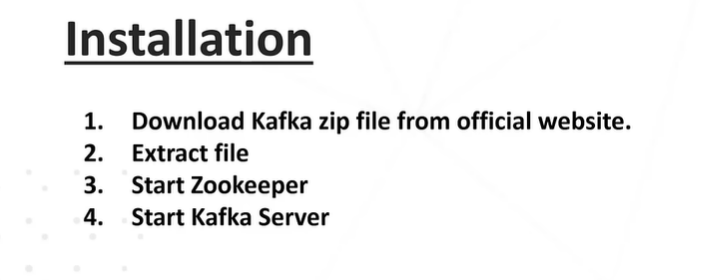 Installation
1. Download Kafka zip file from official website.
2. Extract file
3. Start Zookeeper
4. Start Kafka Server